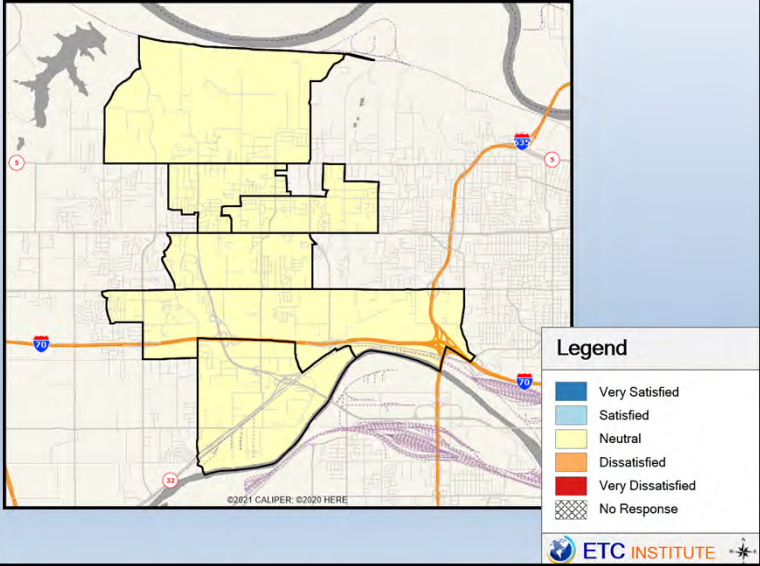 635
5
5
70
70
32
©2021 CALIPER; ©2020 HERE
Legend
Very Satisfied
Satisfied
Neutral
Dissatisfied
Very Dissatisfied
No Response
ETC INSTITUTE
W E